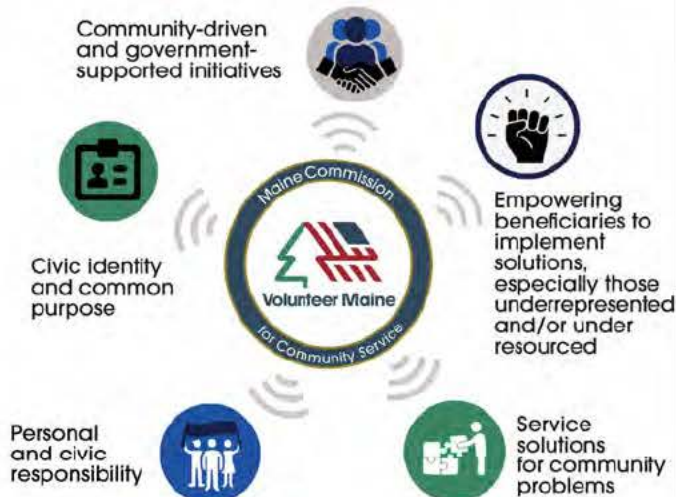 Community-driven
and government-
supported initiatives
Empowering
beneficiaries to
implement
solutions,
especially those
underrepresented
and/or under
resourced
Civic identity
and common
purpose
Maine Commission
Volunteer Maine
for Community Service
Personal
and civic
responsibility
Service
solutions
for community
problems